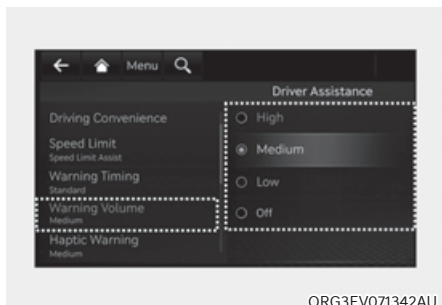 Menu
Driver Assistance
Driving Convenience
Speed Limit
Speed Limit Assist
Warning Timing
Standard
Warning Volume
Medium
Haptic Warning
Medium
High
Medium
Low
Off
ORG3EV071342AU